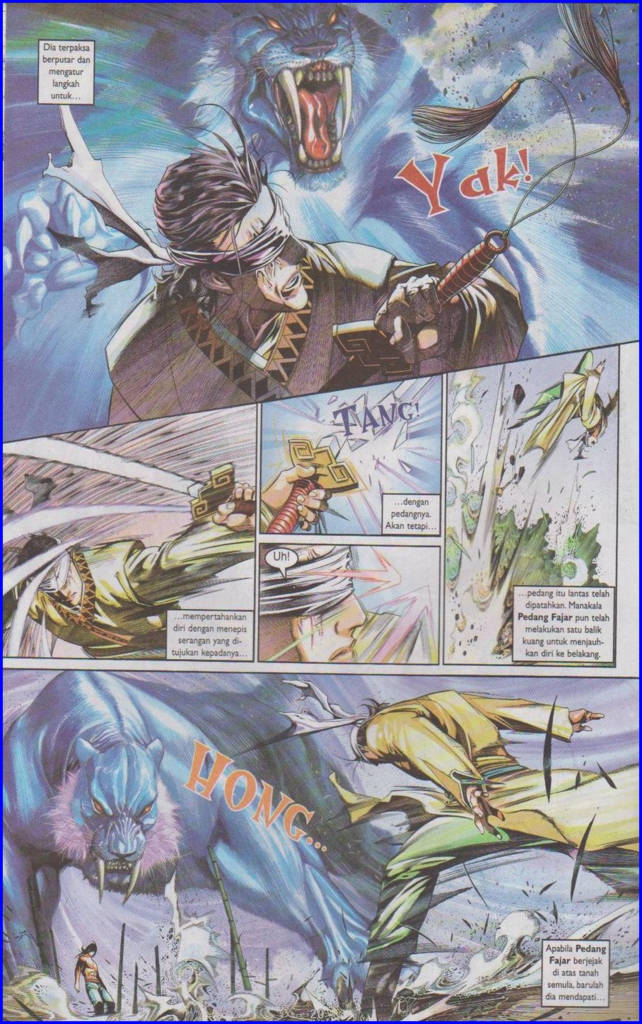 Dia terpaksa
berputar dan
mengatur
langkah
untuk...
Yak!
...mempertahankan
diri dengan menepis
serangan yang di-
tujukan kepadanya...
TANG!
...dengan
pedangnya.
Akan tetapi...
Uh!
...pedang itu lantas telah
dipatahkan. Manakala
Pedang Fajar pun telah
melakukan satu balik
kuang untuk menjauh-
kan diri ke belakang.
HONG...
Apabila Pedang
Fajar berjejak
di atas tanah
semula, barulah
dia mendapati...